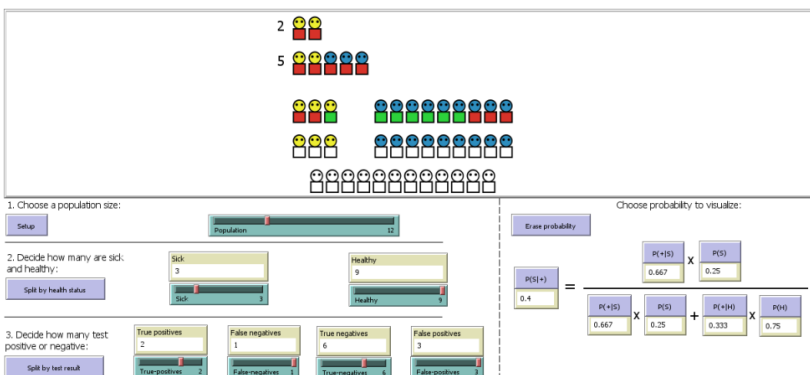 2
5
1. Choose a population size:
Setup
Population 12
2. Decide how many are sick
and healthy:
Split by health status
Sick
3
Sick 3
Healthy
9
Healthy 9
3. Decide how many test
positive or negative:
Split by test result
True positives
2
True-positives 2
False negatives
1
False-negatives 1
True negatives
6
True-negatives 6
False positives
3
False-positives 3
Choose probability to visualize:
Erase probability
P(S|+)
0.4
=
P(+|S) x P(S)
0.667 0.25
P(+|S) x P(S) + P(+|H) x P(H)
0.667 0.25 0.333 0.75